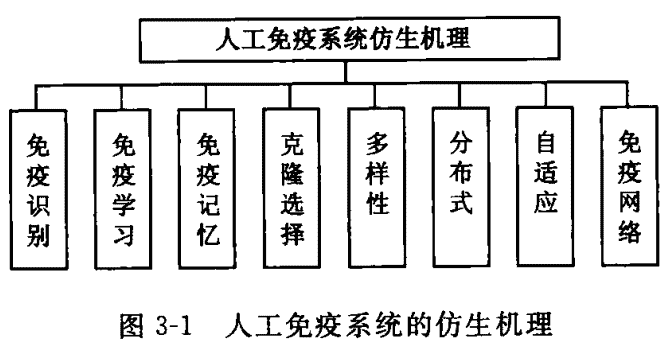 人工免疫系统仿生机理
免疫识别
免疫学习
免疫记忆
克隆选择
多样性
分布式
自适应
免疫网络
图 3-1 人工免疫系统的仿生机理